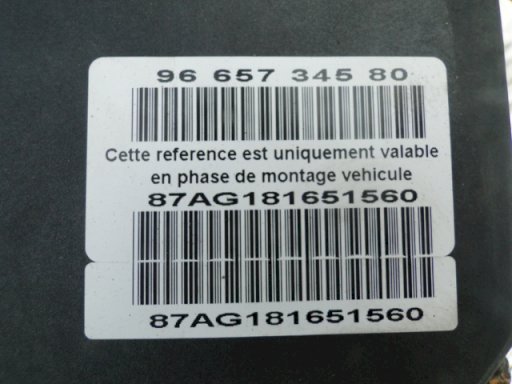 96 657 345 80
Cette reference est uniquement valable
en phase de montage vehicule
87AG181651560
87AG181651560